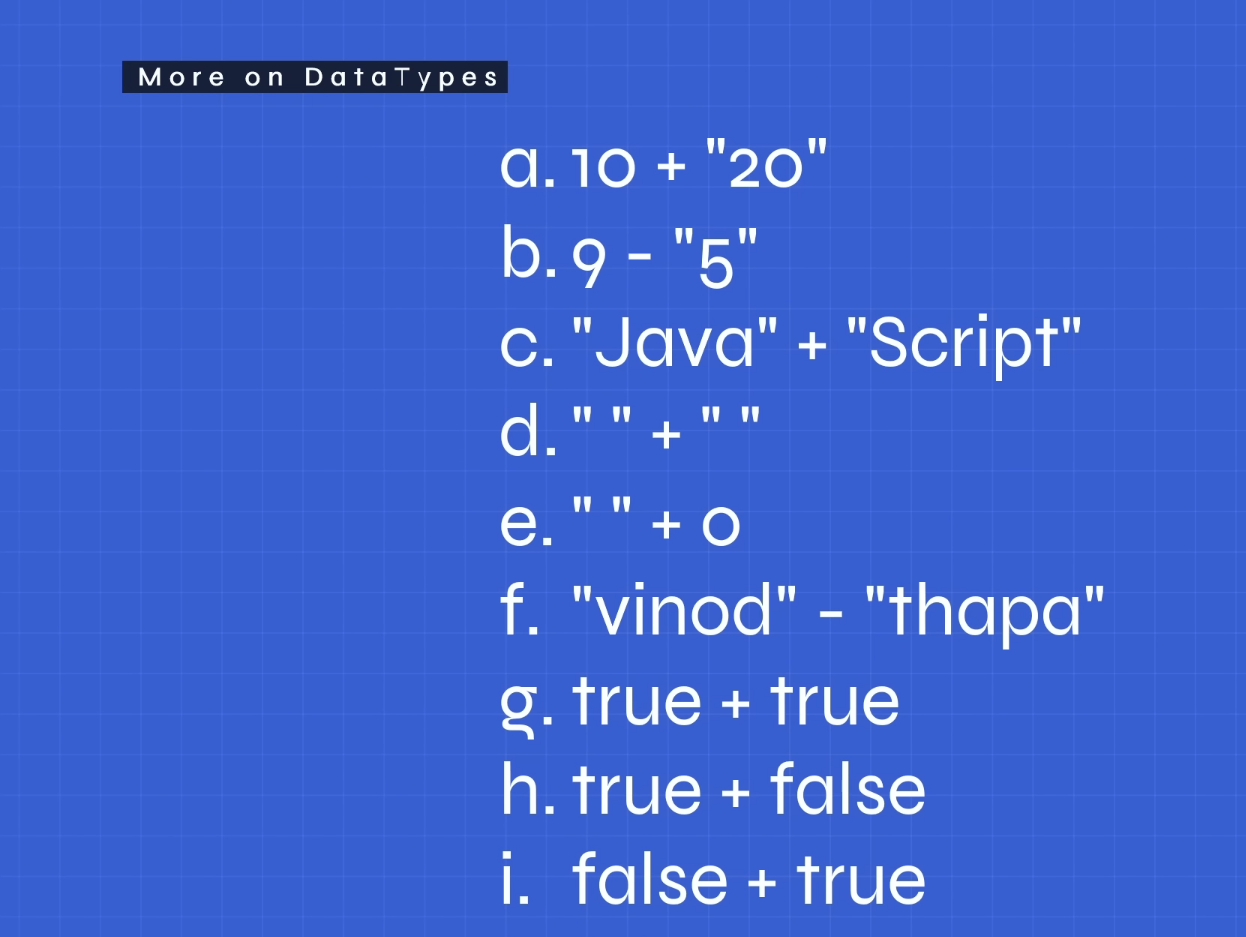 More on DataTypes
a. 10 + "20"
b. 9 - "5"
c. "Java" + "Script"
d. " " + " "
e. " " + 0
f. "vinod" - "thapa"
g. true + true
h. true + false
i. false + true